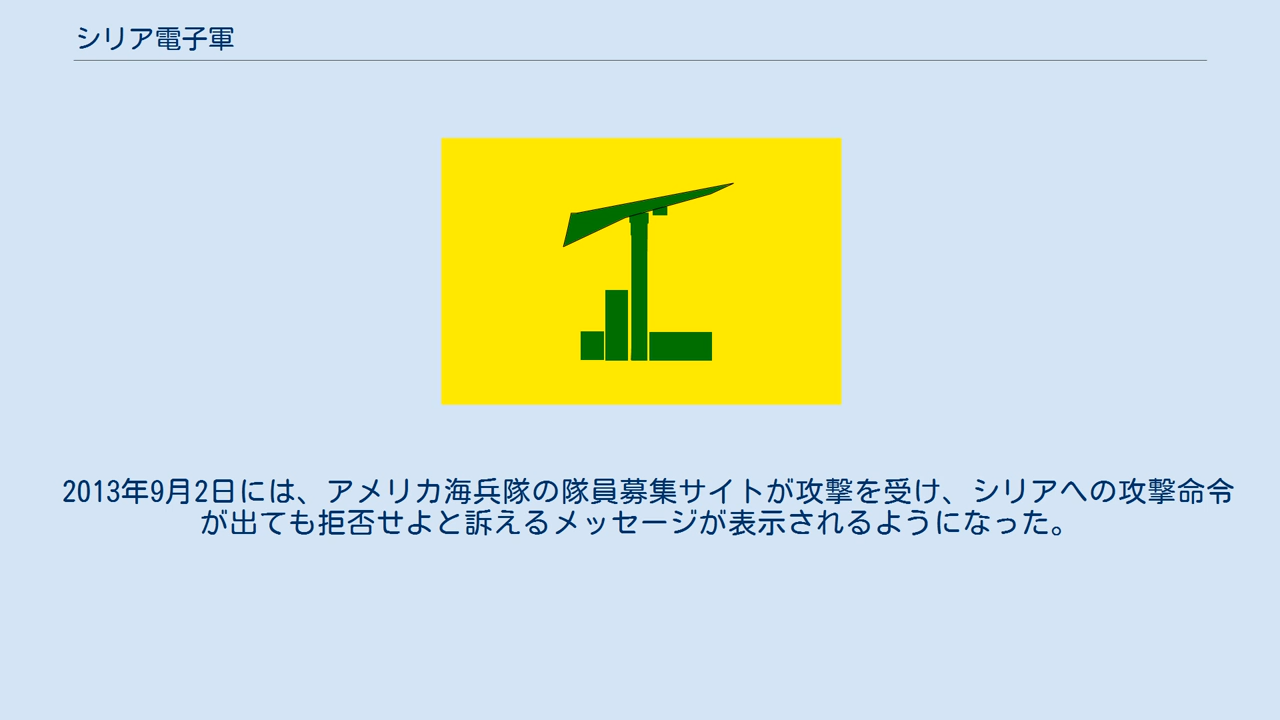 シリア電子軍
2013年9月2日には、アメリカ海兵隊の隊員募集サイトが攻撃を受け、シリアへの攻撃命令
が出ても拒否せよと訴えるメッセージが表示されるようになった。